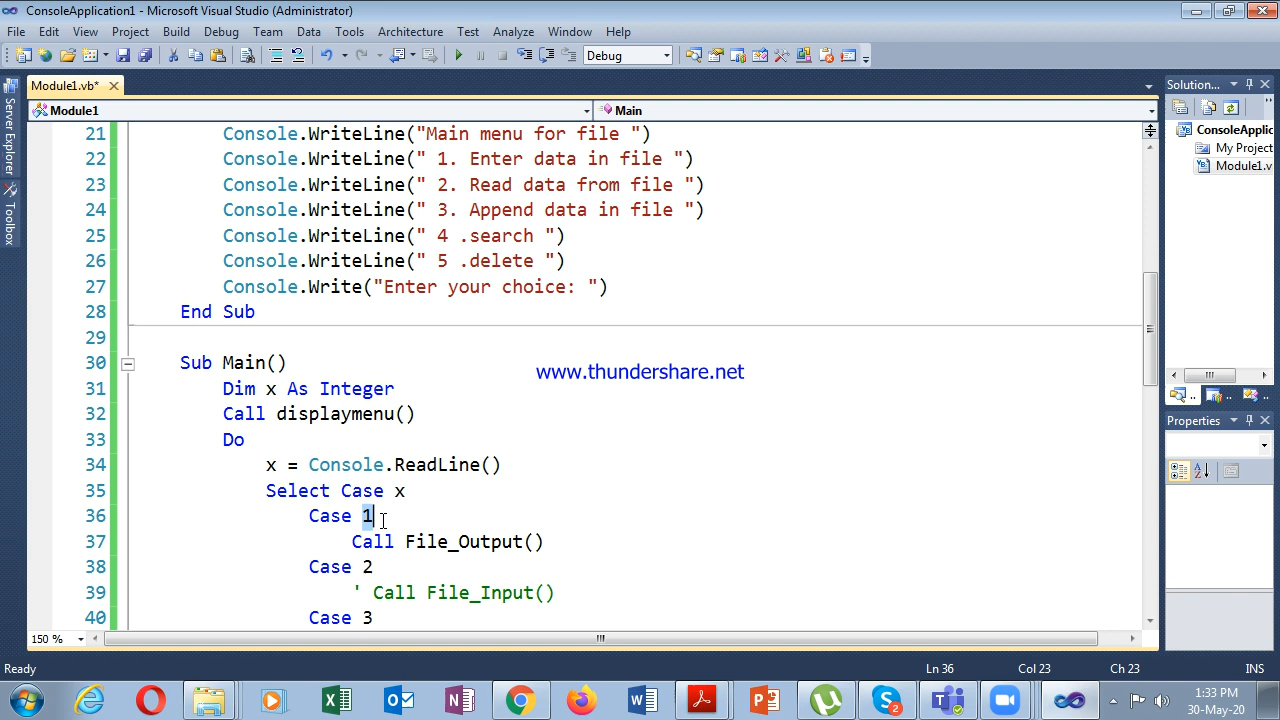 ConsoleApplication1 - Microsoft Visual Studio (Administrator)
File Edit View Project Build Debug Team Data Tools Architecture Test Analyze Window Help
Debug
Module1.vb*
Solution...
Server Explorer
Toolbox
Module1
Main
ConsoleApplic
My Project
Module1.v
21 Console.WriteLine("Main menu for file ")
22 Console.WriteLine(" 1. Enter data in file ")
23 Console.WriteLine(" 2. Read data from file ")
24 Console.WriteLine(" 3. Append data in file ")
25 Console.WriteLine(" 4 .search ")
26 Console.WriteLine(" 5 .delete ")
27 Console.Write("Enter your choice: ")
28 End Sub
29
30 Sub Main()
www.thundershare.net
31 Dim x As Integer
32 Call displaymenu()
33 Do
34 x = Console.ReadLine()
35 Select Case x
36 Case 1
37 Call File_Output()
38 Case 2
39 ' Call File_Input()
40 Case 3
Properties
150 %
Ready
Ln 36 Col 23 Ch 23 INS
1:33 PM
30-May-20